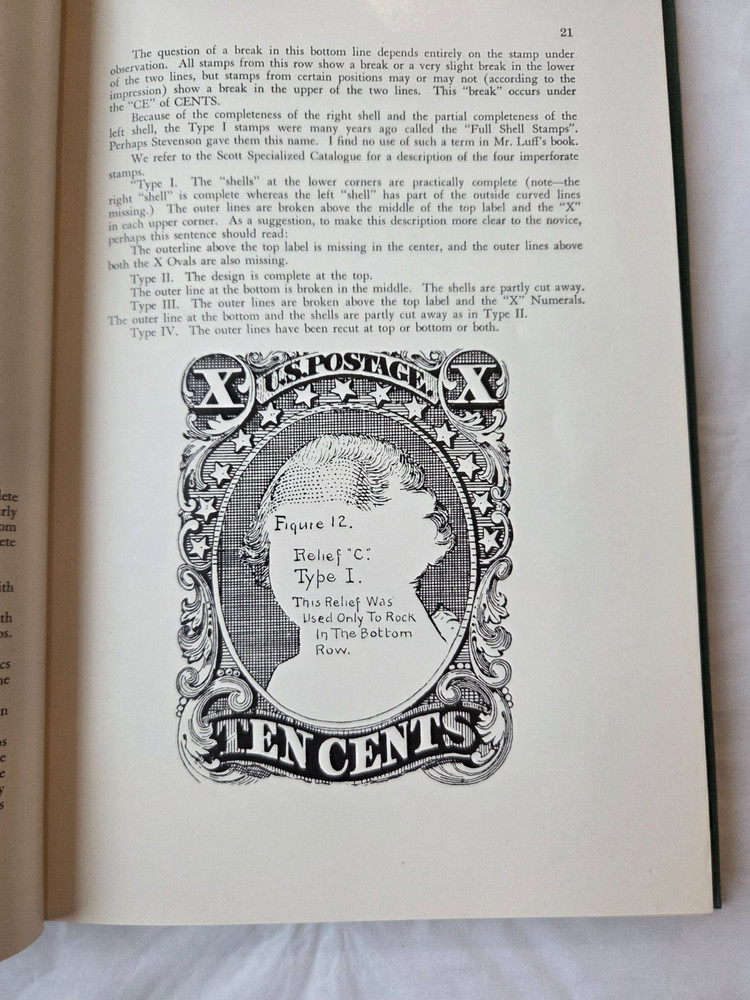 21
The question of a break in this bottom line depends entirely on the stamp under
observation. All stamps from this row show a break or a very slight break in the lower
of the two lines, but stamps from certain positions may or may not (according to the
impression) show a break in the upper of the two lines. This "break" occurs under
the "CE" of CENTS.
Because of the completeness of the right shell and the partial completeness of the
left shell, the Type I stamps were many years ago called the "Full Shell Stamps".
Perhaps Stevenson gave them this name. I find no use of such a term in Mr. Luff's book.
We refer to the Scott Specialized Catalogue for a description of the four imperforate
stamps.
"Type I. The "shells" at the lower corners are practically complete (note—the
right "shell" is complete whereas the left "shell" has part of the outside curved lines
missing.) The outer lines are broken above the middle of the top label and the "X"
in each upper corner. As a suggestion, to make this description more clear to the novice,
perhaps this sentence should read:
The outerline above the top label is missing in the center, and the outer lines above
both the X Ovals are also missing.
Type II. The design is complete at the top.
The outer line at the bottom is broken in the middle. The shells are partly cut away.
Type III. The outer lines are broken above the top label and the "X" Numerals.
The outer line at the bottom and the shells are partly cut away as in Type II.
Type IV. The outer lines have been recut at top or bottom or both.
X U.S. POSTAGE. X
Figure 12.
Relief "C".
Type I.
This Relief Was
Used Only To Rock
In The Bottom
Row.
TEN CENTS